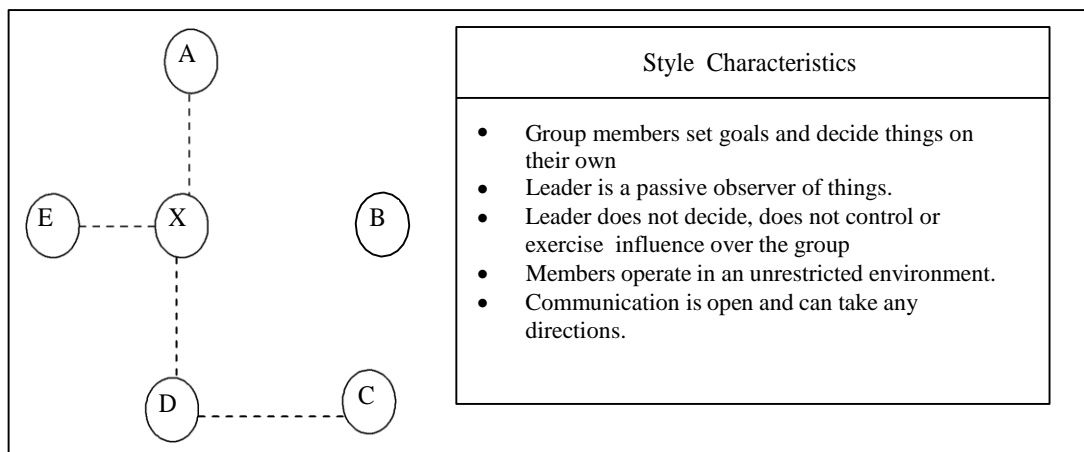 A
E
X
B
D
C
Style Characteristics
• Group members set goals and decide things on
their own
• Leader is a passive observer of things.
• Leader does not decide, does not control or
exercise influence over the group
• Members operate in an unrestricted environment.
• Communication is open and can take any
directions.